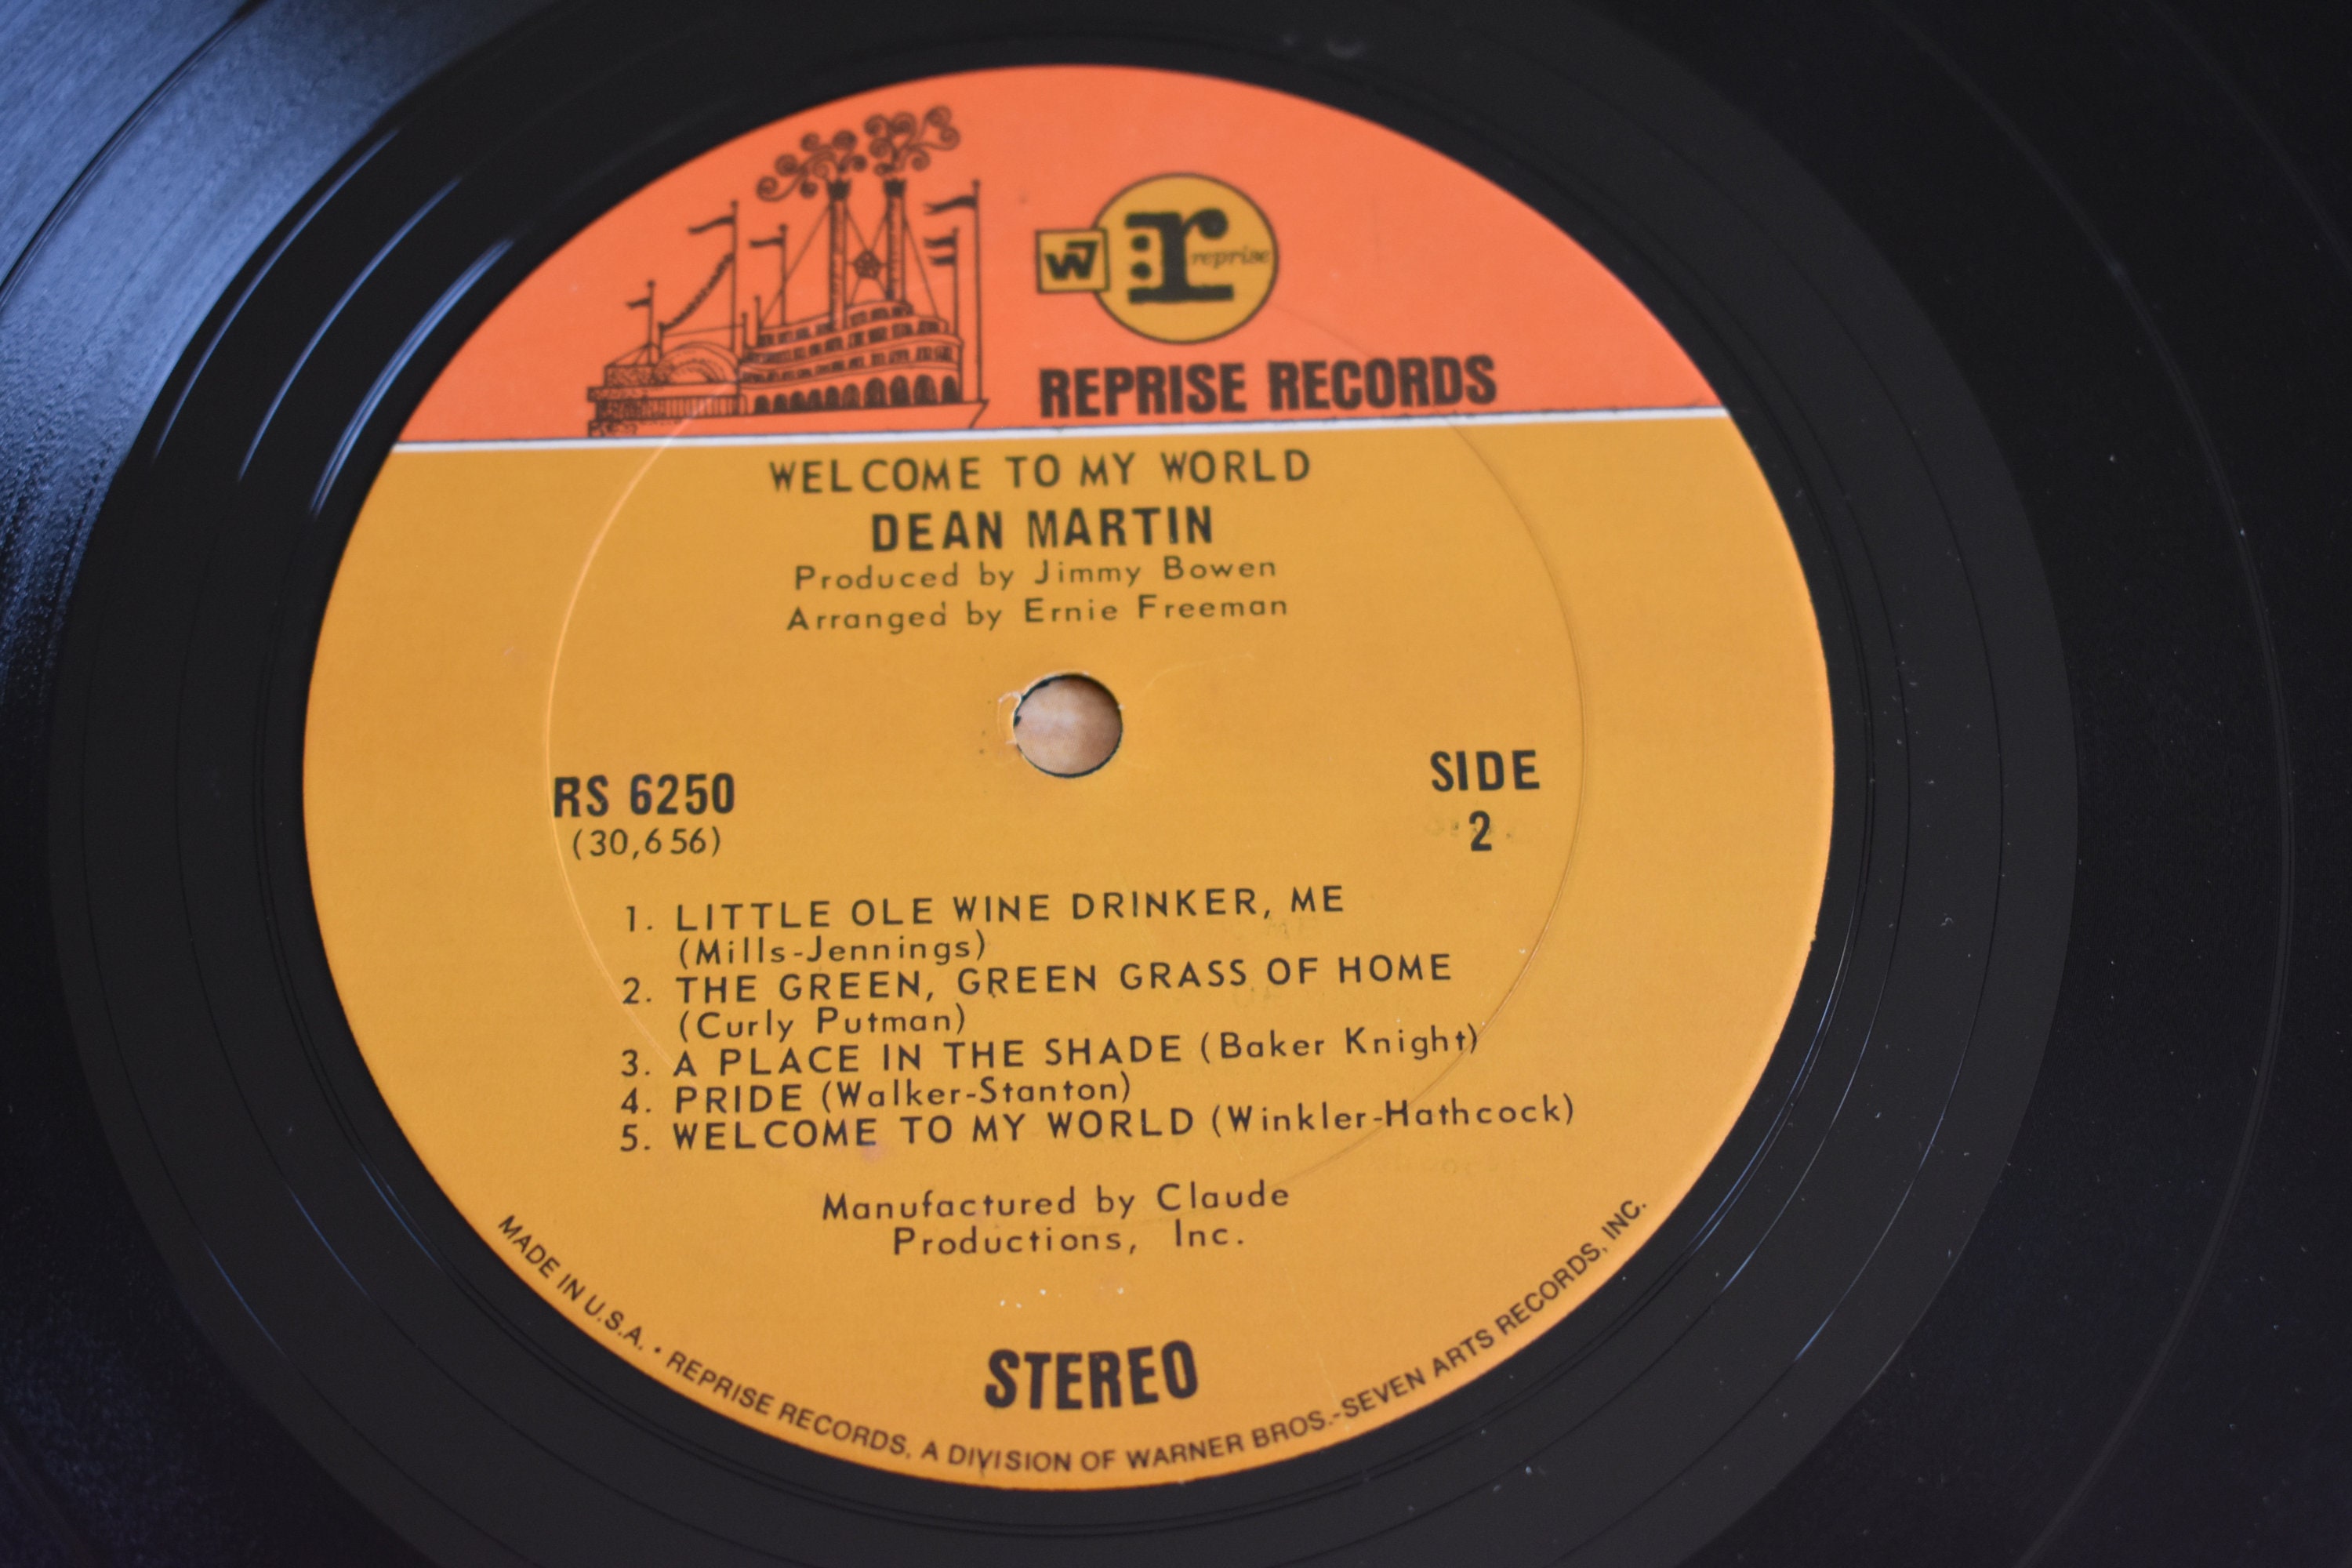 W7
r
reprise
REPRISE RECORDS
WELCOME TO MY WORLD
DEAN MARTIN
Produced by Jimmy Bowen
Arranged by Ernie Freeman
RS 6250
(30,656)
SIDE
2
1. LITTLE OLE WINE DRINKER, ME
(Mills-Jennings)
2. THE GREEN, GREEN GRASS OF HOME
(Curly Putman)
3. A PLACE IN THE SHADE (Baker Knight)
4. PRIDE (Walker-Stanton)
5. WELCOME TO MY WORLD (Winkler-Hathcock)
Manufactured by Claude
Productions, Inc.
STEREO
MADE IN U.S.A. • REPRISE RECORDS, A DIVISION OF WARNER BROS.-SEVEN ARTS RECORDS, INC.